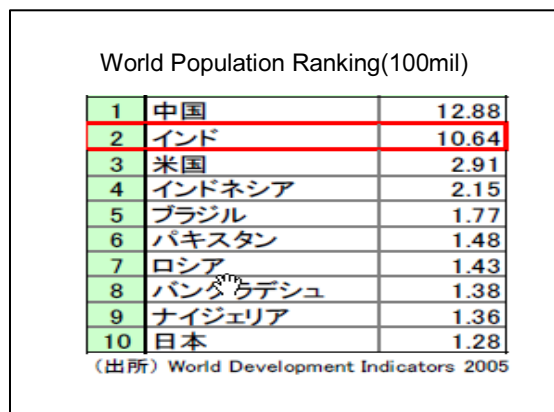 World Population Ranking(100mil)
1 中国 12.88
2 インド 10.64
3 米国 2.91
4 インドネシア 2.15
5 ブラジル 1.77
6 パキスタン 1.48
7 ロシア 1.43
8 バングラデシュ 1.38
9 ナイジェリア 1.36
10 日本 1.28
(出所) World Development Indicators 2005